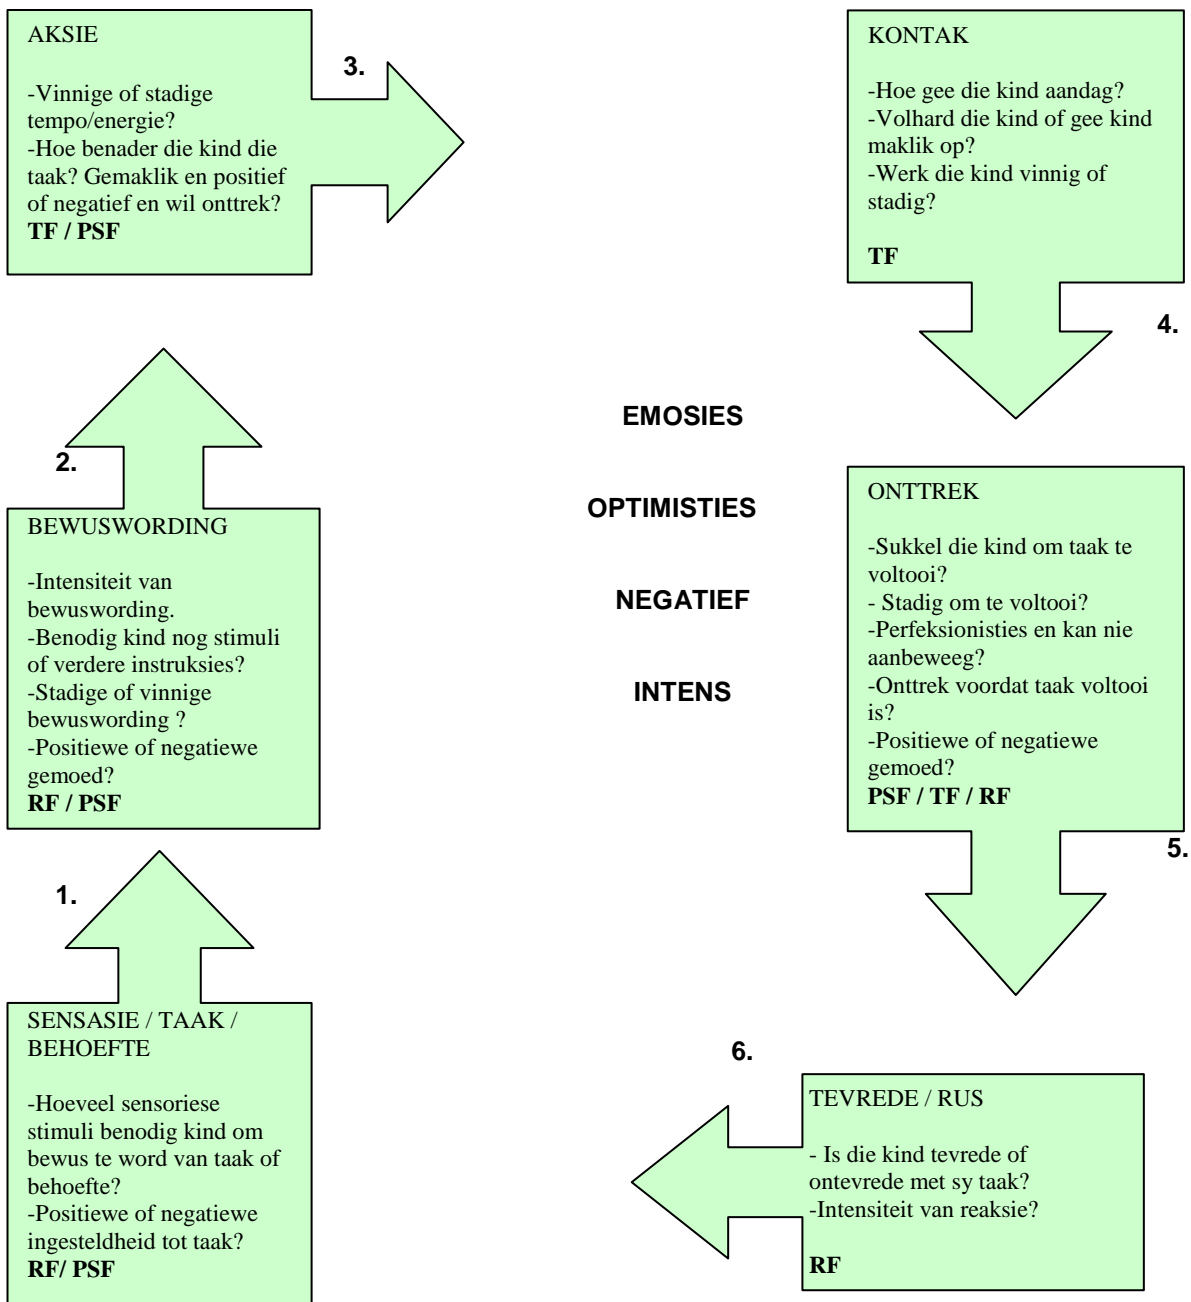 AKSIE
-Vinnige of stadige
tempo/energie?
-Hoe benader die kind die
taak? Gemaklik en positief
of negatief en wil onttrek?
TF / PSF
3.
KONTAK
-Hoe gee die kind aandag?
-Volhard die kind of gee kind
maklik op?
-Werk die kind vinnig of
stadig?
TF
4.
2.
BEWUSWORDING
-Intensiteit van
bewuswording.
-Benodig kind nog stimuli
of verdere instruksies?
-Stadige of vinnige
bewuswording ?
-Positiewe of negatiewe
gemoed?
RF / PSF
EMOSIES
OPTIMISTIES
NEGATIEF
INTENS
ONTTREK
-Sukkel die kind om taak te
voltooi?
- Stadig om te voltooi?
-Perfeksionisties en kan nie
aanbeweeg?
-Onttrek voordat taak voltooi
is?
-Positiewe of negatiewe
gemoed?
PSF / TF / RF
5.
1.
SENSASIE / TAAK /
BEHOEFTE
-Hoeveel sensoriese
stimuli benodig kind om
bewus te word van taak of
behoefte?
-Positiewe of negatiewe
ingesteldheid tot taak?
RF/ PSF
6.
TEVREDE / RUS
- Is die kind tevrede of
ontevrede met sy taak?
-Intensiteit van reaksie?
RF